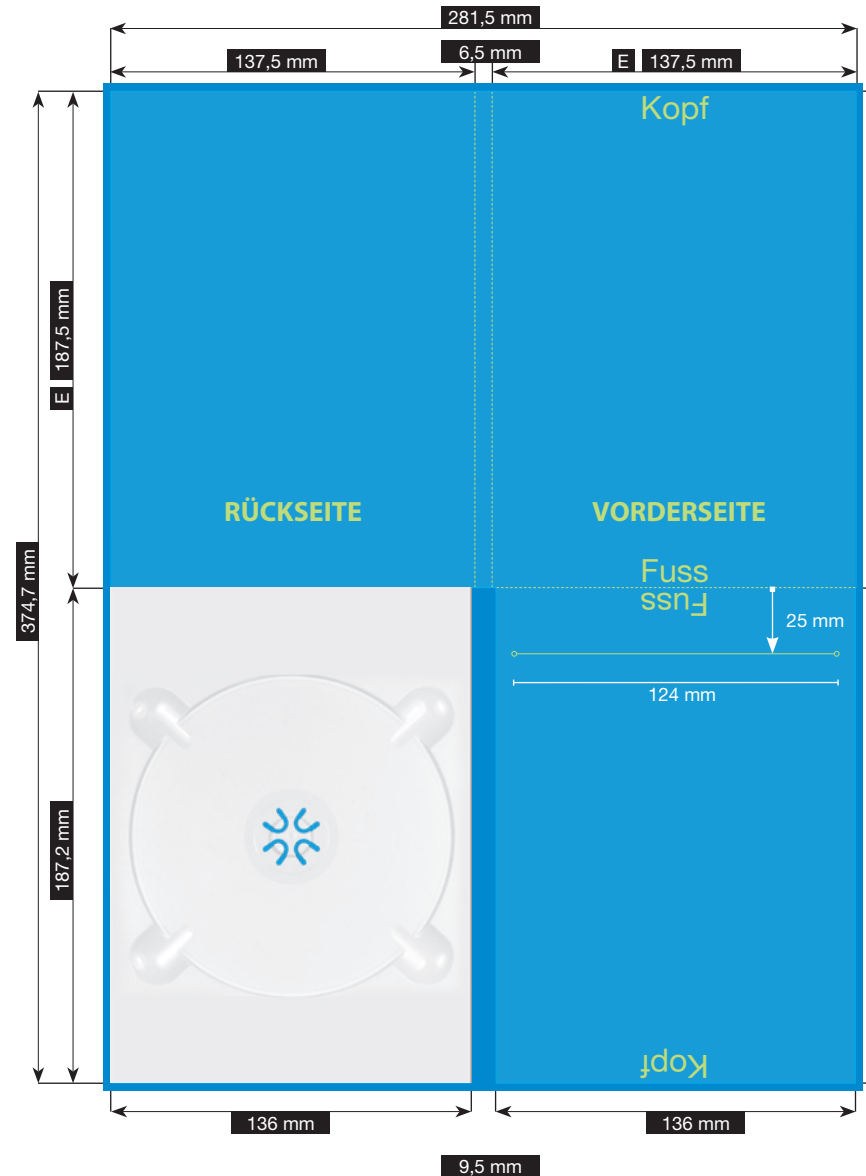 281,5 mm
6,5 mm
137,5 mm
E 137,5 mm
Kopf
E 187,5 mm
374,7 mm
RÜCKSEITE
VORDERSEITE
Fuss
Fuss
25 mm
124 mm
187,2 mm
Kopf
136 mm
136 mm
9,5 mm